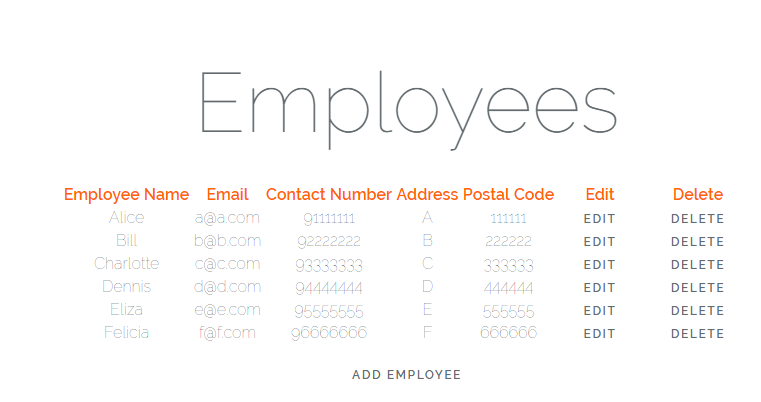 Employees
Employee Name Email Contact Number Address Postal Code Edit Delete
Alice a@a.com 91111111 A 111111 EDIT DELETE
Bill b@b.com 92222222 B 222222 EDIT DELETE
Charlotte c@c.com 93333333 C 333333 EDIT DELETE
Dennis d@d.com 94444444 D 444444 EDIT DELETE
Eliza e@e.com 95555555 E 555555 EDIT DELETE
Felicia f@f.com 96666666 F 666666 EDIT DELETE
ADD EMPLOYEE